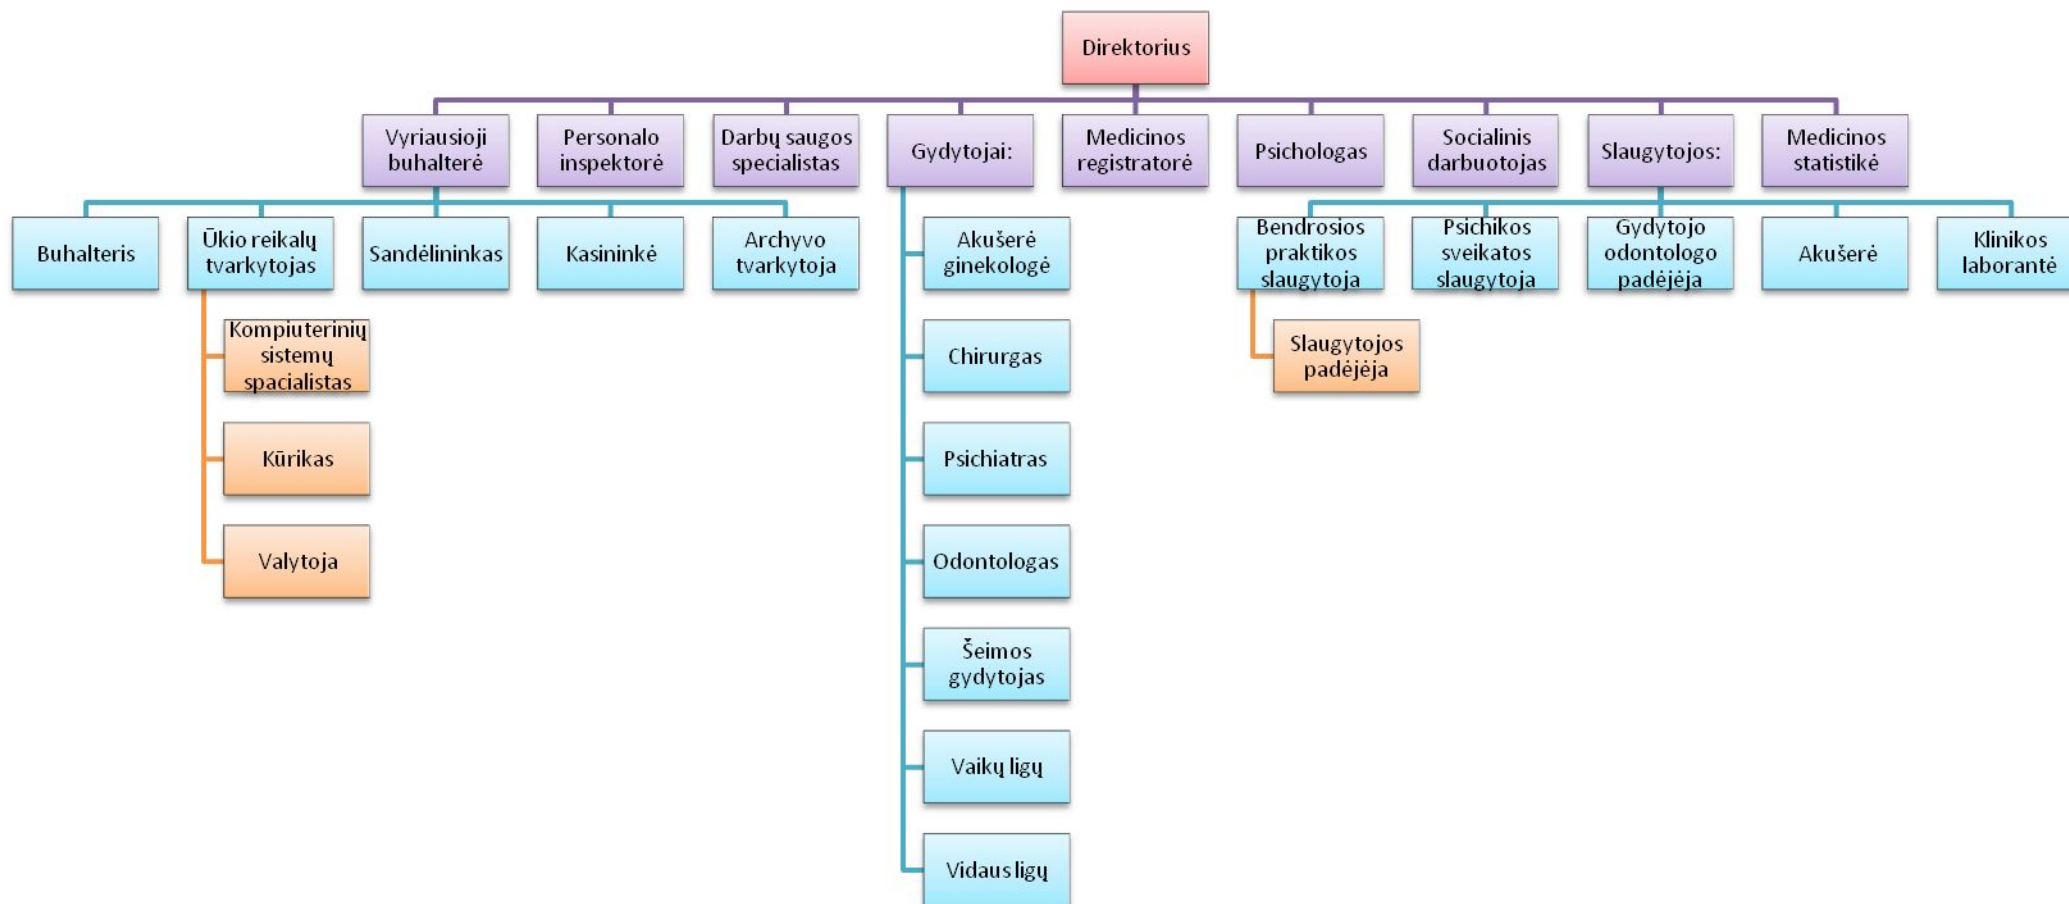 Direktorius
Vyriausioji
buhalterė
Personalo
inspektorė
Darbų saugos
specialistas
Gydytojai:
Medicinos
registratorė
Psichologas
Socialinis
darbuotojas
Slaugytojos:
Medicinos
statistikė
Buhalteris
Ūkio reikalų
tvarkytojas
Sandėlininkas
Kasininkė
Archyvo
tvarkytoja
Akušerė
ginekologė
Bendrosios
praktikos
slaugytoja
Psichikos
sveikatos
slaugytoja
Gydytojo
odontologo
padėjėja
Akušerė
Klinikos
laborantė
Kompiuterinių
sistemų
spacialistas
Chirurgas
Slaugytojos
padėjėja
Kūrikas
Psichiatras
Valytoja
Odontologas
Šeimos
gydytojas
Vaikų ligų
Vidaus ligų